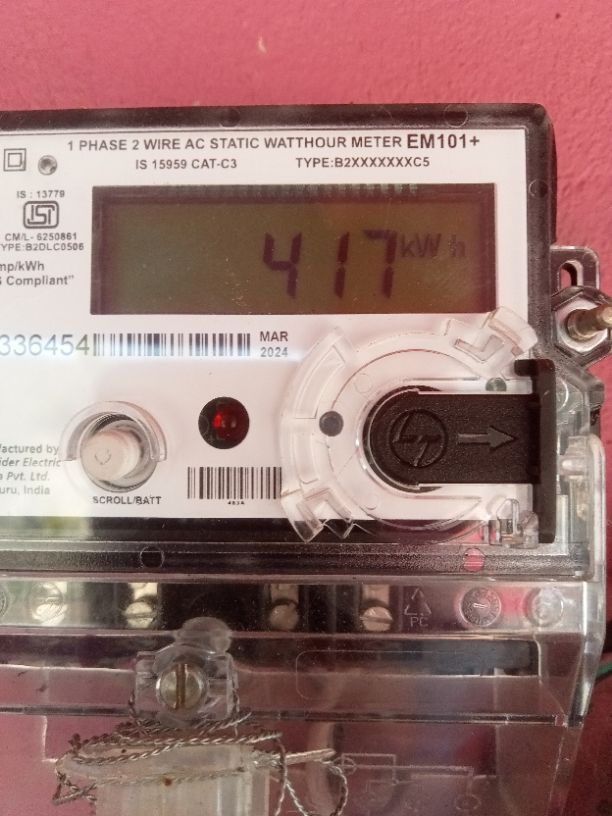 1 PHASE 2 WIRE AC STATIC WATTHOUR METER EM101+
IS 15959 CAT-C3 TYPE:B2XXXXXXXC5
IS : 13779
CM/L- 6250861
TYPE:B2DLC0506
mp/kWh
S Compliant"
417 kWh
336454
MAR
2024
factured by
ider Electric
a Pvt. Ltd.
uru, India
SCROLL/BATT
4834
PC